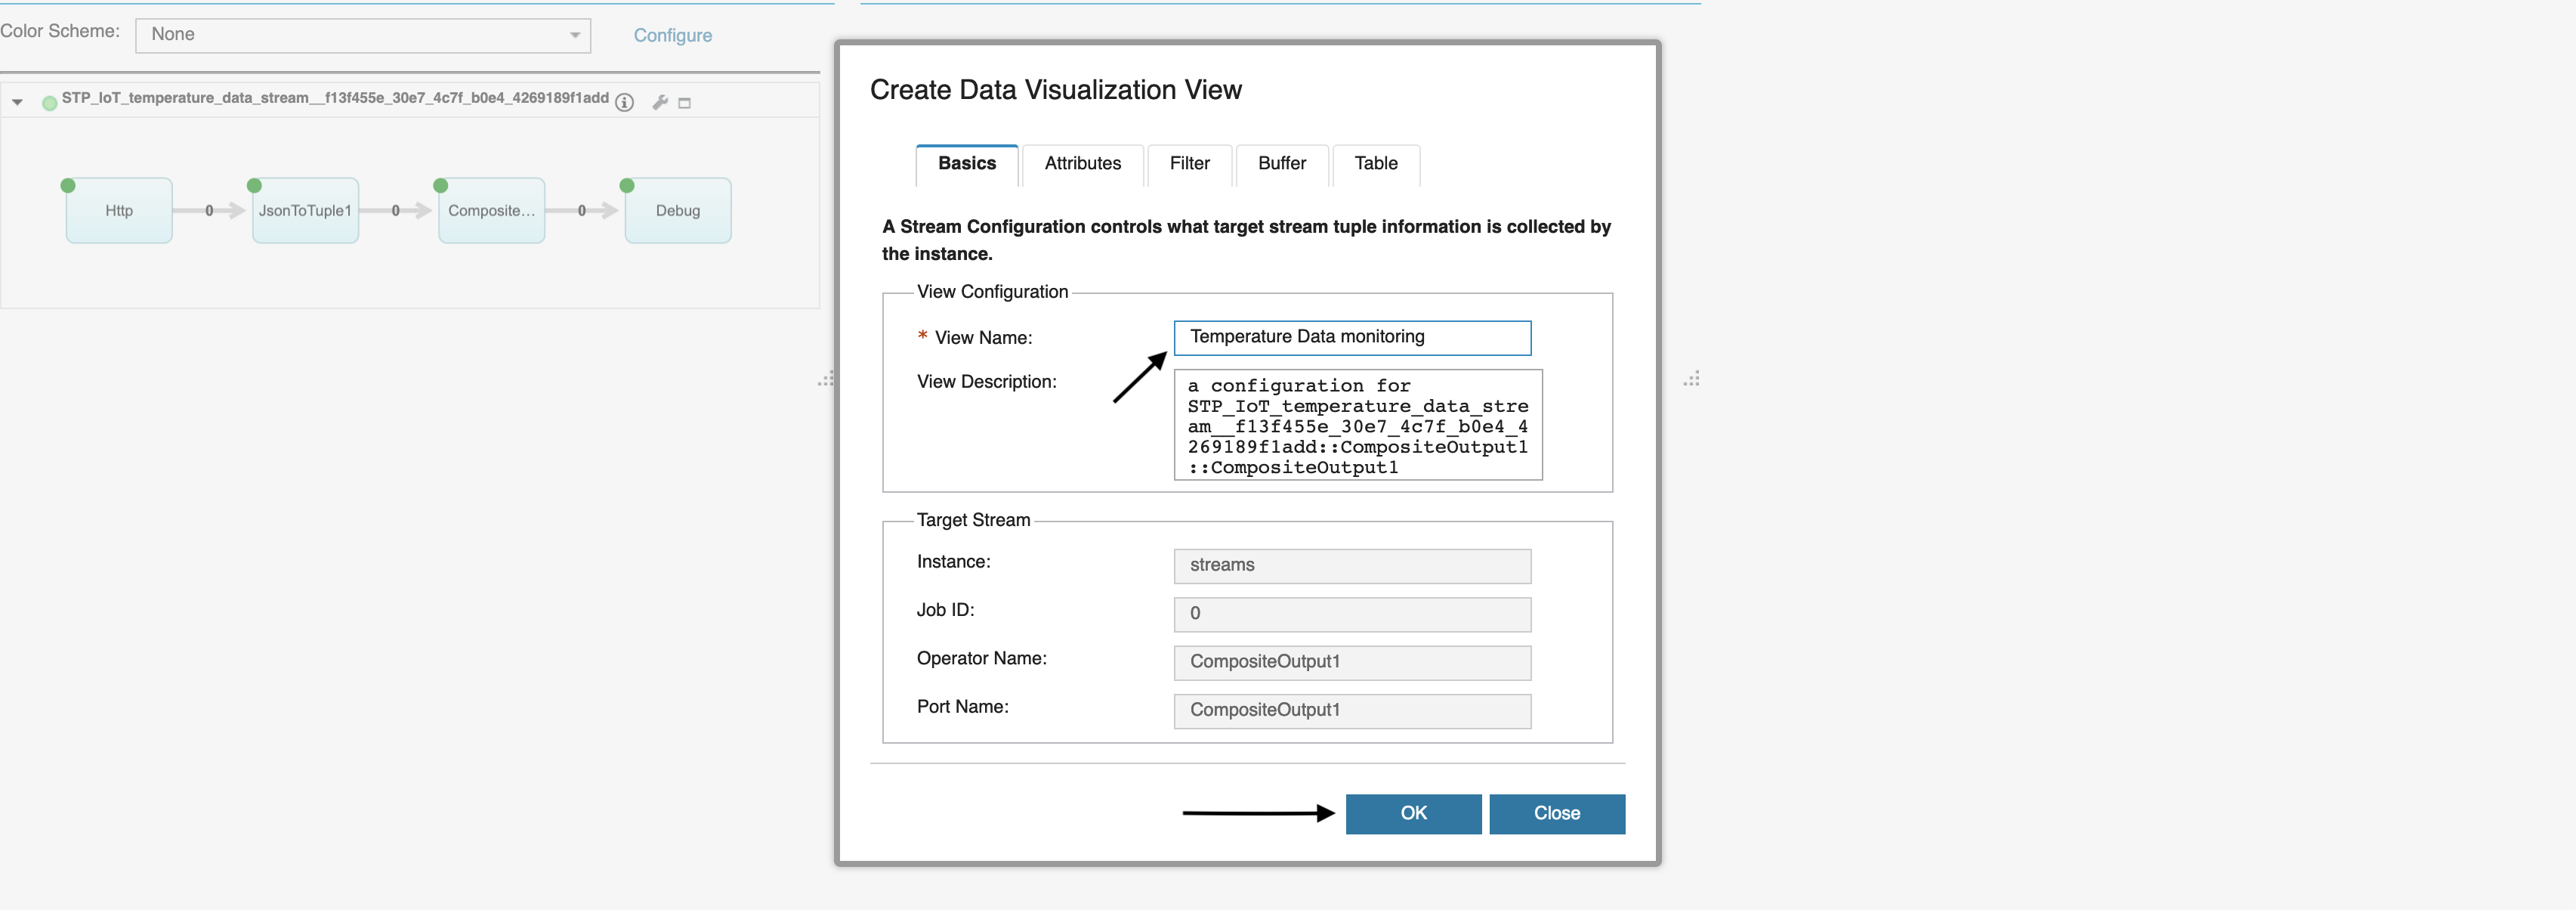 Color Scheme: None Configure
STP_IoT_temperature_data_stream__f13f455e_30e7_4c7f_b0e4_4269189f1add
Http 0 JsonToTuple1 0 Composite... 0 Debug
Create Data Visualization View
Basics Attributes Filter Buffer Table
A Stream Configuration controls what target stream tuple information is collected by
the instance.
View Configuration
* View Name: Temperature Data monitoring
View Description:
a configuration for
STP_IoT_temperature_data_stre
am__f13f455e_30e7_4c7f_b0e4_4
269189f1add::CompositeOutput1
::CompositeOutput1
Target Stream
Instance: streams
Job ID: 0
Operator Name: CompositeOutput1
Port Name: CompositeOutput1
OK Close